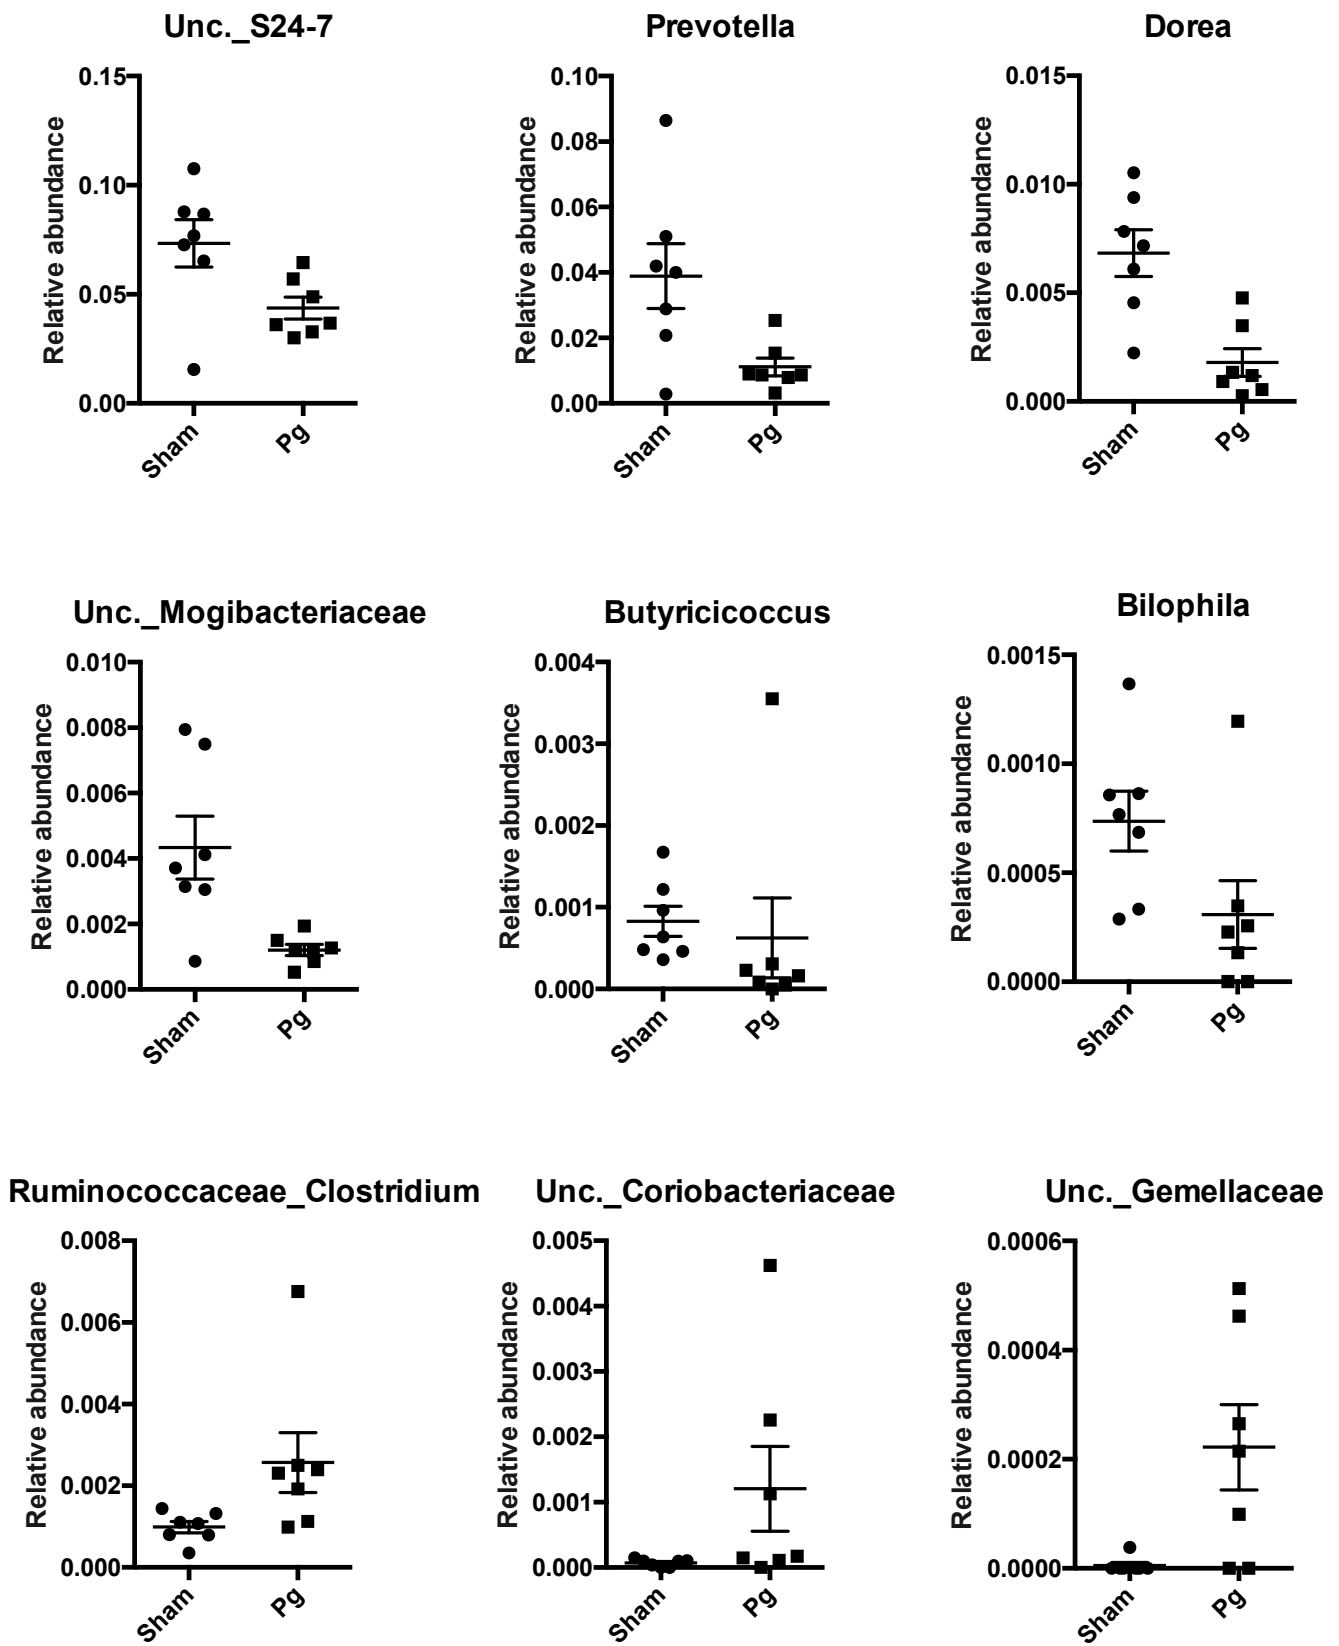 Unc._S24-7
Prevotella
Dorea
Relative abundance
0.15
0.10
0.05
0.00
Sham
Pg
Relative abundance
0.10
0.08
0.06
0.04
0.02
0.00
Sham
Pg
Relative abundance
0.015
0.010
0.005
0.000
Sham
Pg
Unc._Mogibacteriaceae
Butyricicoccus
Bilophila
Relative abundance
0.010
0.008
0.006
0.004
0.002
0.000
Sham
Pg
Relative abundance
0.004
0.003
0.002
0.001
0.000
Sham
Pg
Relative abundance
0.0015
0.0010
0.0005
0.0000
Sham
Pg
Ruminococcaceae_Clostridium
Unc._Coriobacteriaceae
Unc._Gemellaceae
Relative abundance
0.008
0.006
0.004
0.002
0.000
Sham
Pg
Relative abundance
0.005
0.004
0.003
0.002
0.001
0.000
Sham
Pg
Relative abundance
0.0006
0.0004
0.0002
0.0000
Sham
Pg